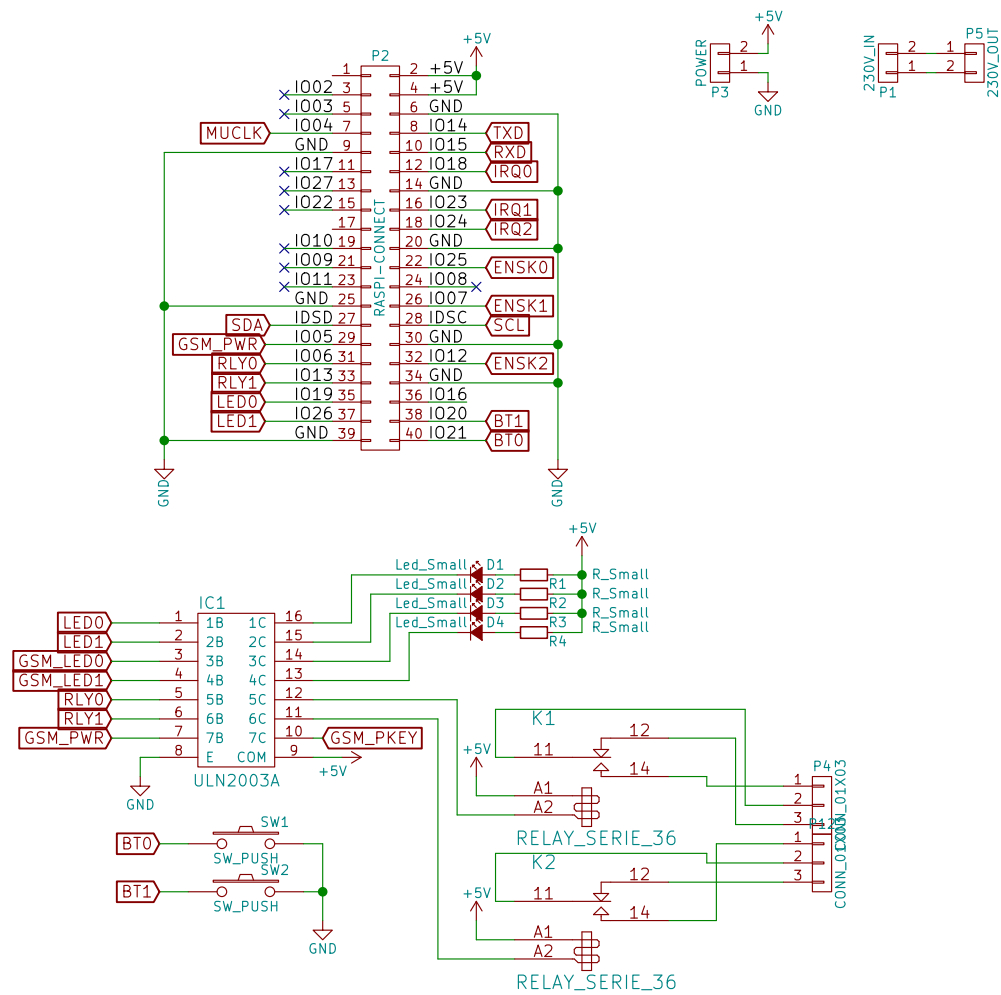 P2
+5V
1
2 +5V
IO02 3
4 +5V
IO03 5
6 GND
MUCLK IO04 7
8 IO14 TXD
GND 9
10 IO15 RXD
IO17 11
12 IO18 IRQ0
IO27 13
14 GND
IO22 15
16 IO23 IRQ1
17
18 IO24 IRQ2
IO10 19
20 GND
IO09 21
22 IO25 ENSK0
IO11 23
24 IO08
GND 25
26 IO07 ENSK1
SDA IDSD 27
28 IDSC SCL
GSM_PWR IO05 29
30 GND
RLY0 IO06 31
32 IO12 ENSK2
RLY1 IO13 33
34 GND
LED0 IO19 35
36 IO16
LED1 IO26 37
38 IO20 BT1
GND 39
40 IO21 BT0
RASPI-CONNECT
GND
GND
+5V
POWER
2
1
P3
GND
230V_IN
2
1
P1
P5
1
2
230V_OUT
+5V
Led_Small D1
R1 R_Small
Led_Small D2
R2 R_Small
Led_Small D3
R3 R_Small
Led_Small D4
R4 R_Small
IC1
LED0 1 1B 1C 16
LED1 2 2B 2C 15
GSM_LED0 3 3B 3C 14
GSM_LED1 4 4B 4C 13
RLY0 5 5B 5C 12
RLY1 6 6B 6C 11
GSM_PWR 7 7B 7C 10 GSM_PKEY
8 E COM 9
+5V
GND
ULN2003A
BT0
SW1
SW_PUSH
BT1
SW2
SW_PUSH
GND
K1
12
11
14
+5V
A1
A2
RELAY_SERIE_36
K2
12
11
14
+5V
A1
A2
RELAY_SERIE_36
P4
1
2
3
CONN_01X03
1
2
3
CONN_01X03